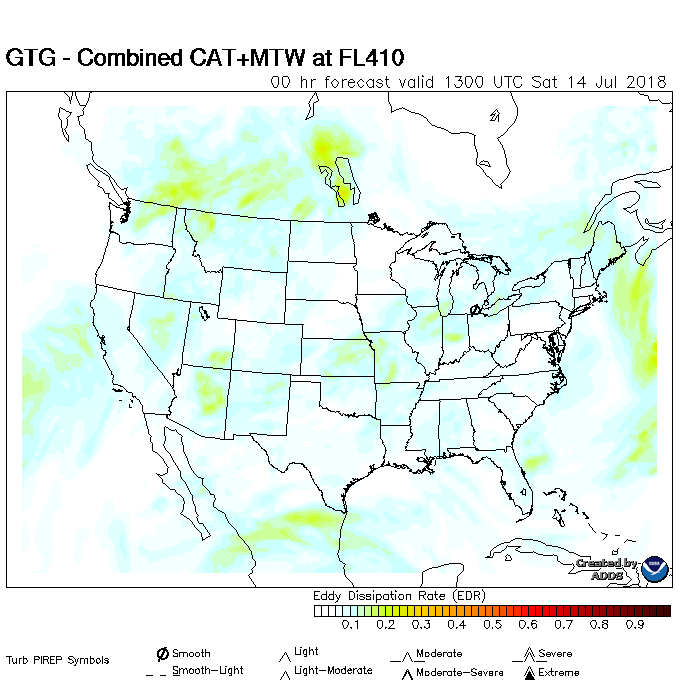 GTG - Combined CAT+MTW at FL410
00 hr forecast valid 1300 UTC Sat 14 Jul 2018
Created by
ADDS
Eddy Dissipation Rate (EDR)
0.1 0.2 0.3 0.4 0.5 0.6 0.7 0.8 0.9
Turb PIREP Symbols
Smooth Light Moderate Severe
Smooth-Light Light-Moderate Moderate-Severe Extreme